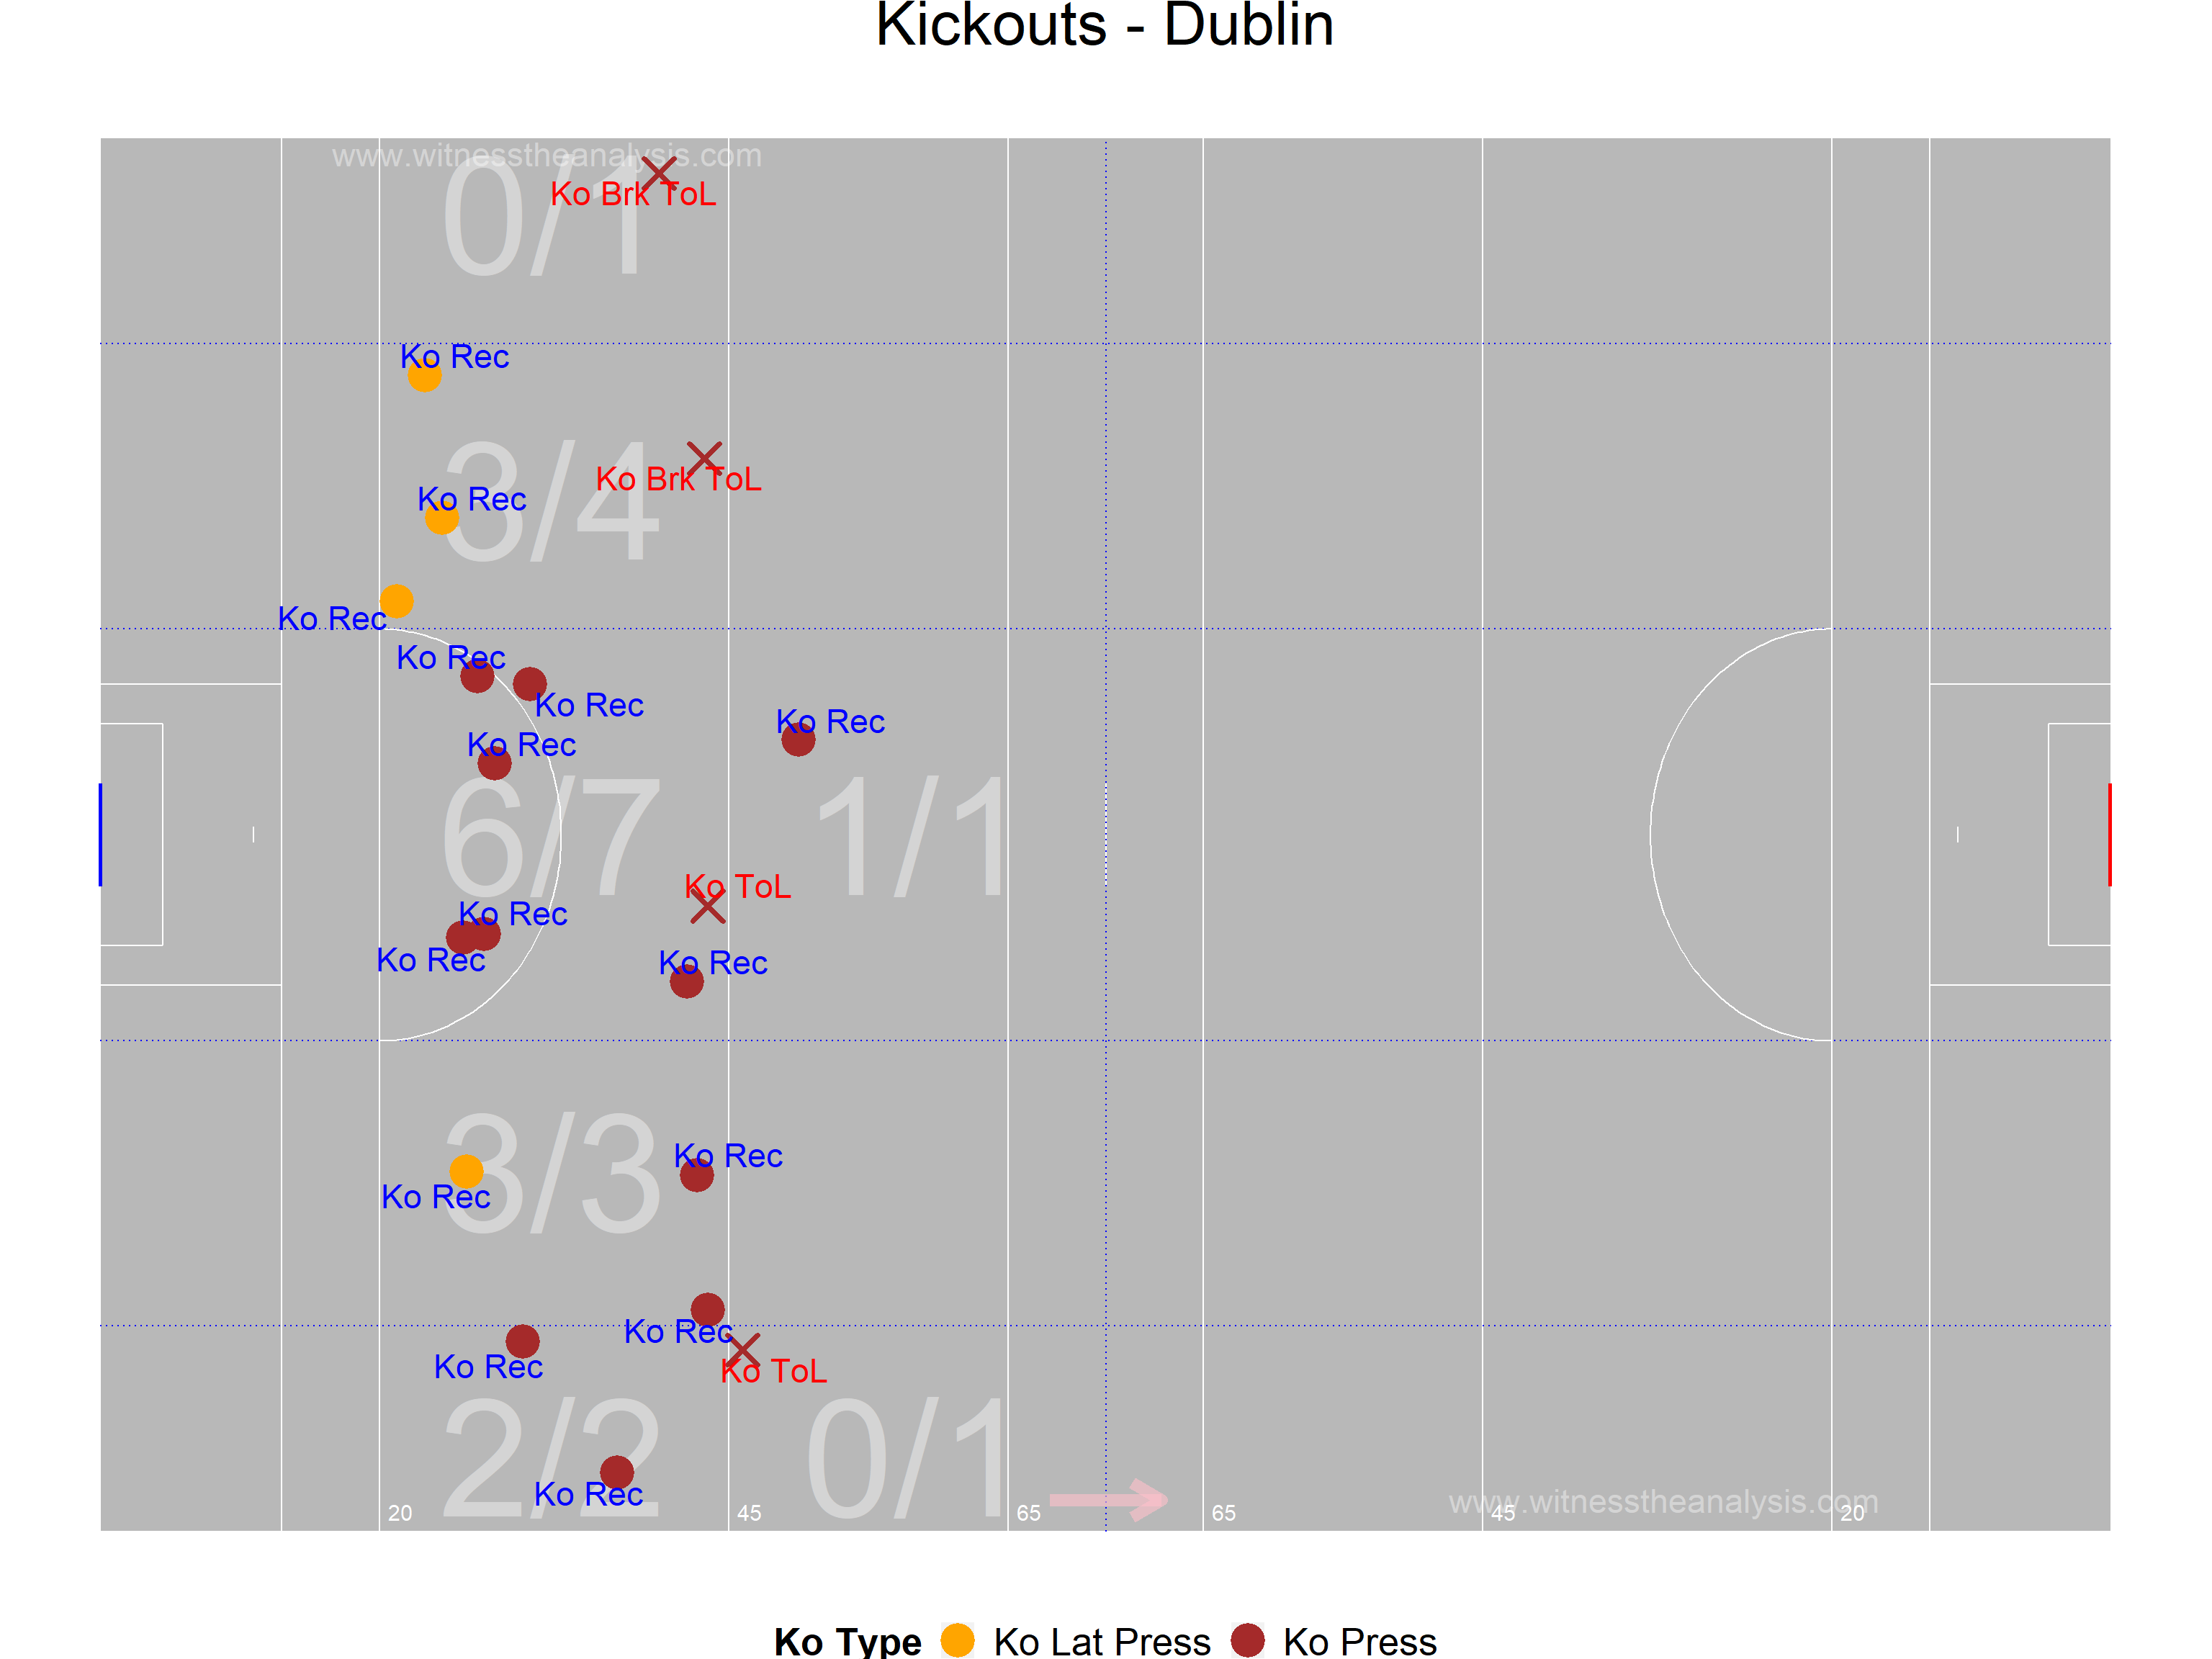 Kickouts - Dublin
www.witnesstheanalysis.com
0/1
Ko Brk ToL
Ko Rec
3/4
Ko Brk ToL
Ko Rec
Ko Rec
Ko Rec
Ko Rec
Ko Rec
Ko Rec
6/7
1/1
Ko ToL
Ko Rec
Ko Rec
Ko Rec
3/3
Ko Rec
Ko Rec
Ko Rec
Ko Rec
Ko ToL
2/2
0/1
Ko Rec
www.witnesstheanalysis.com
20 45 65 65 45 20
Ko Type Ko Lat Press Ko Press